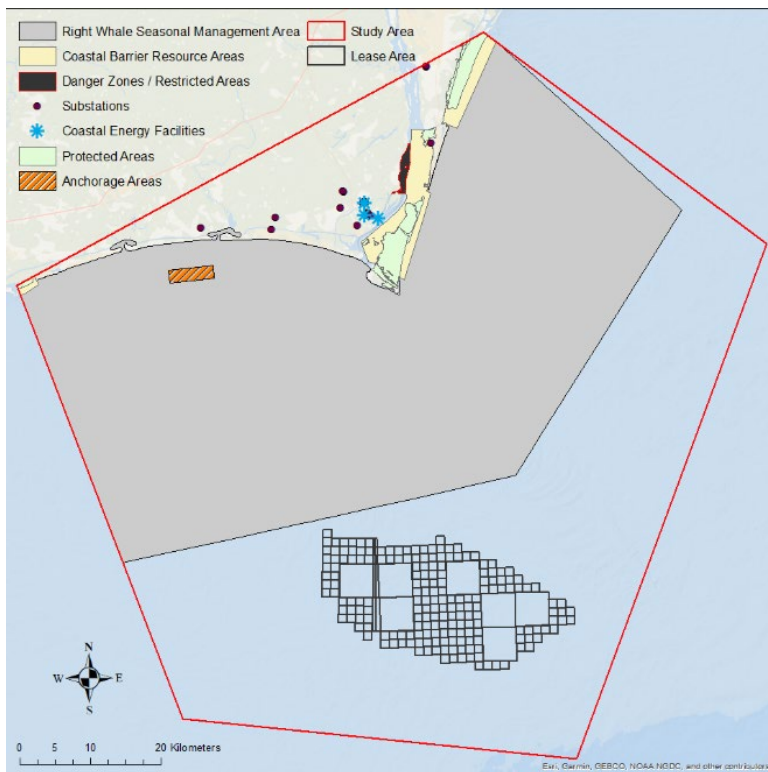 Right Whale Seasonal Management Area
Study Area
Coastal Barrier Resource Areas
Lease Area
Danger Zones / Restricted Areas
Substations
Coastal Energy Facilities
Protected Areas
Anchorage Areas
N
W E
S
0 5 10 20 Kilometers
Esri, Garmin, GEBCO, NOAA NGDC, and other contributors